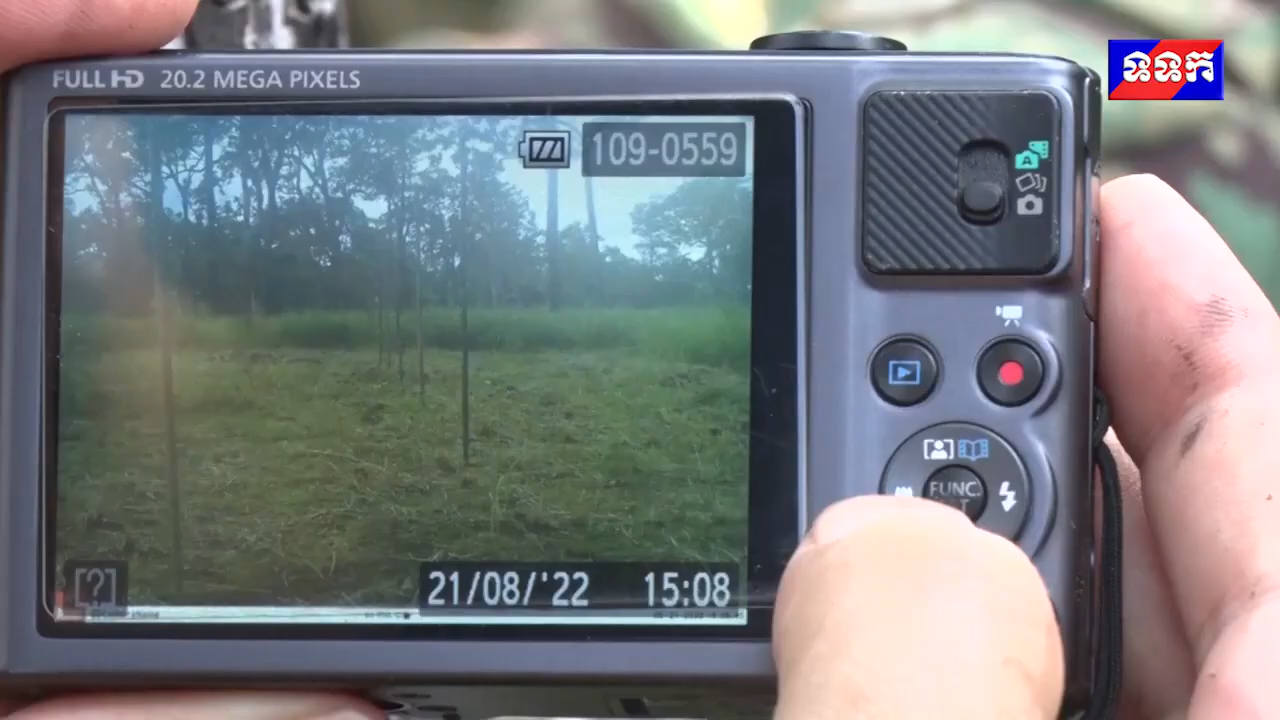 FULL HD 20.2 MEGA PIXELS
ទទក
109-0559
A
FUNC.
[?]
21/08/'22 15:08